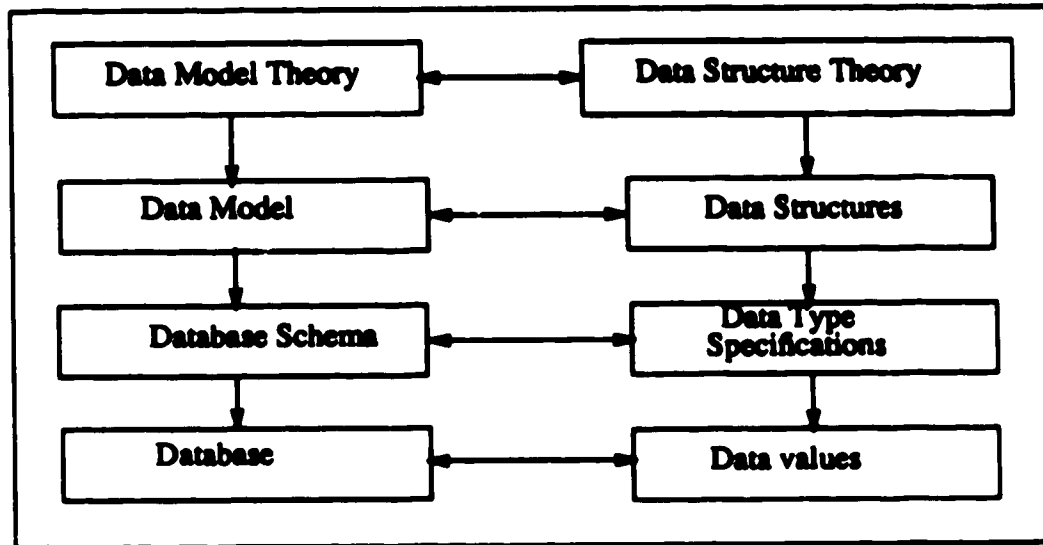 Data Model Theory
Data Structure Theory
Data Model
Data Structures
Database Schema
Data Type
Specifications
Database
Data values